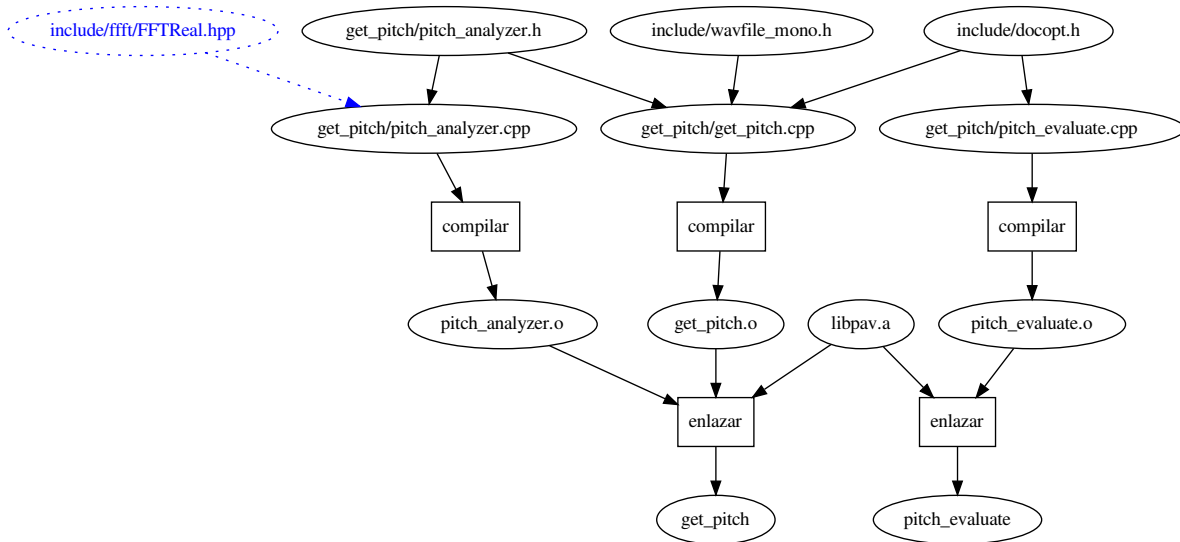 include/ffft/FFTReal.hpp
get_pitch/pitch_analyzer.h
include/wavfile_mono.h
include/docopt.h
get_pitch/pitch_analyzer.cpp
get_pitch/get_pitch.cpp
get_pitch/pitch_evaluate.cpp
compilar
compilar
compilar
pitch_analyzer.o
get_pitch.o
libpav.a
pitch_evaluate.o
enlazar
enlazar
get_pitch
pitch_evaluate